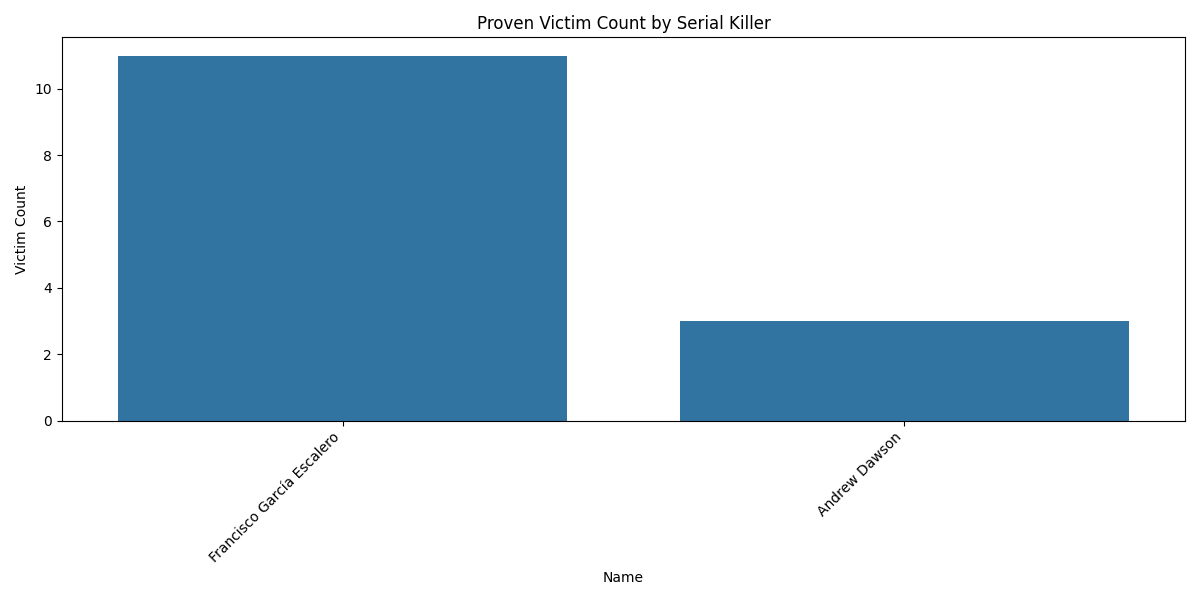 Proven Victim Count by Serial Killer
Victim Count
10
8
6
4
2
0
Francisco García Escalero
Andrew Dawson
Name